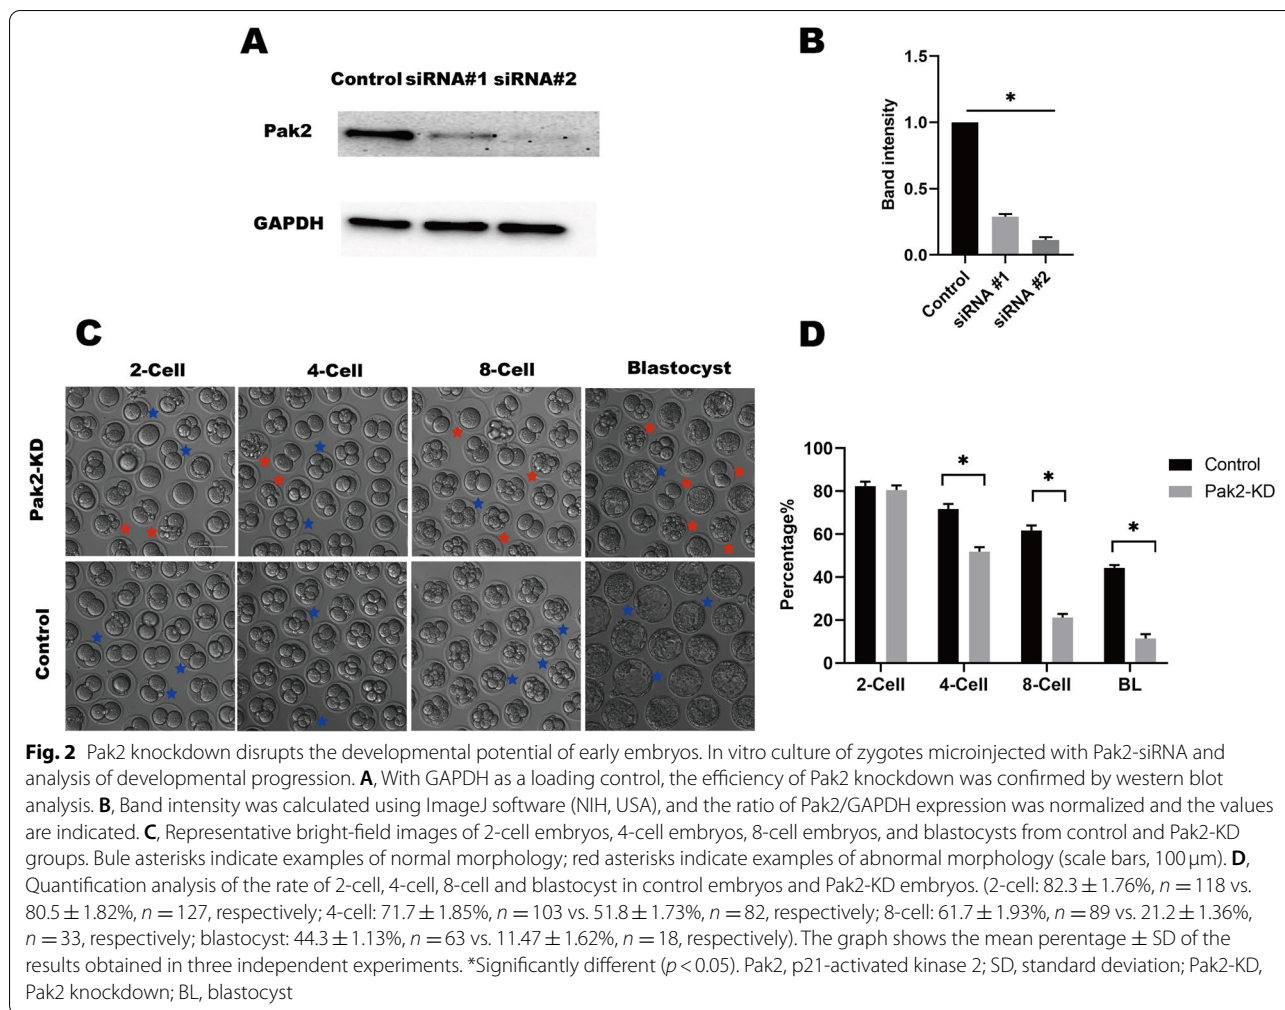 A
Control siRNA#1 siRNA#2
Pak2
GAPDH
B
1.5
1.0
0.5
0.0
Band intensity
*
Control
siRNA #1
siRNA #2
C
2-Cell
4-Cell
8-Cell
Blastocyst
Pak2-KD
Control
D
100
80
60
40
20
0
Percentage%
*
*
*
2-Cell
4-Cell
8-Cell
BL
Control
Pak2-KD
Fig. 2 Pak2 knockdown disrupts the developmental potential of early embryos. In vitro culture of zygotes microinjected with Pak2-siRNA and
analysis of developmental progression. A, With GAPDH as a loading control, the efficiency of Pak2 knockdown was confirmed by western blot
analysis. B, Band intensity was calculated using ImageJ software (NIH, USA), and the ratio of Pak2/GAPDH expression was normalized and the values
are indicated. C, Representative bright-field images of 2-cell embryos, 4-cell embryos, 8-cell embryos, and blastocysts from control and Pak2-KD
groups. Bule asterisks indicate examples of normal morphology; red asterisks indicate examples of abnormal morphology (scale bars, 100 μm). D,
Quantification analysis of the rate of 2-cell, 4-cell, 8-cell and blastocyst in control embryos and Pak2-KD embryos. (2-cell: 82.3 ± 1.76%, n = 118 vs.
80.5 ± 1.82%, n = 127, respectively; 4-cell: 71.7 ± 1.85%, n = 103 vs. 51.8 ± 1.73%, n = 82, respectively; 8-cell: 61.7 ± 1.93%, n = 89 vs. 21.2 ± 1.36%,
n = 33, respectively; blastocyst: 44.3 ± 1.13%, n = 63 vs. 11.47 ± 1.62%, n = 18, respectively). The graph shows the mean perentage ± SD of the
results obtained in three independent experiments. *Significantly different (p < 0.05). Pak2, p21-activated kinase 2; SD, standard deviation; Pak2-KD,
Pak2 knockdown; BL, blastocyst